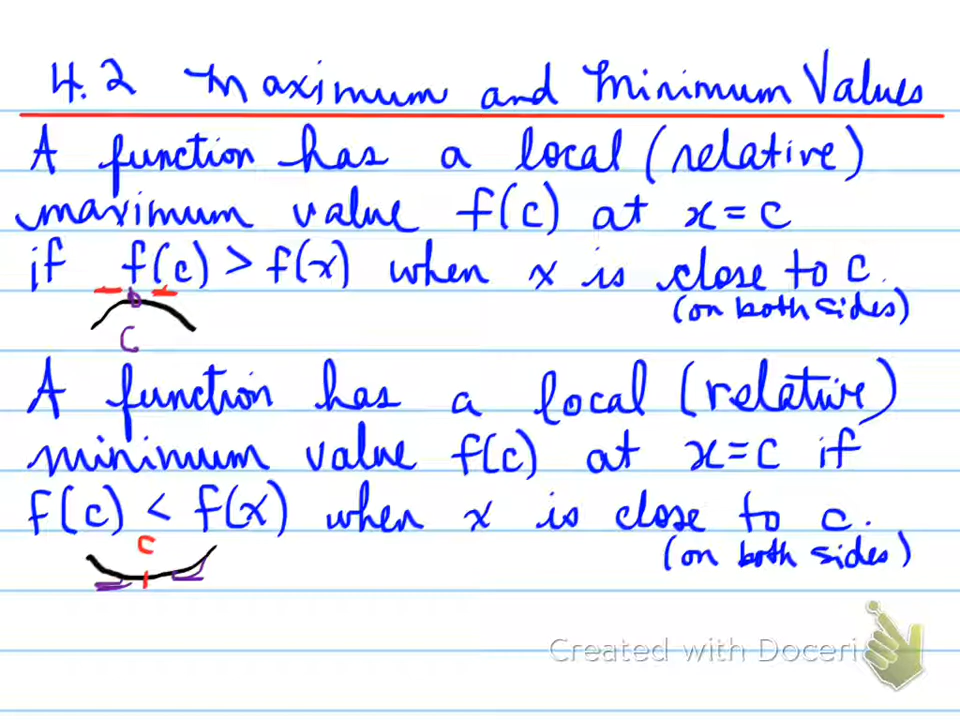 4.2 Maximum and Minimum Values
A function has a local (relative)
maximum value f(c) at x = c
if f(c) > f(x) when x is close to c.
(on both sides)
C
A function has a local (relative)
minimum value f(c) at x = c if
f(c) < f(x) when x is close to c.
(on both sides)
C
Created with Doceri